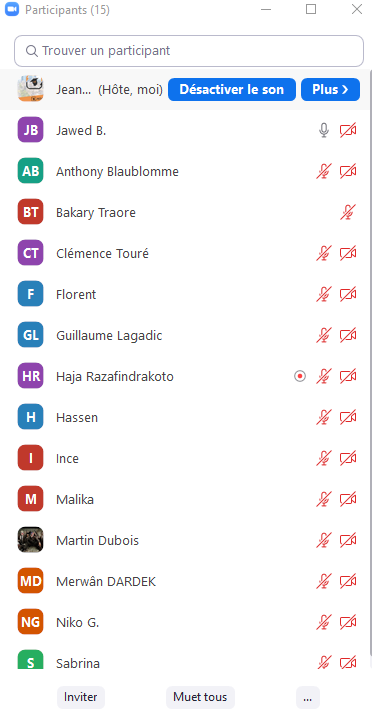 Participants (15)
Trouver un participant
Jean... (Hôte, moi) Désactiver le son Plus >
JB Jawed B.
AB Anthony Blaublomme
BT Bakary Traore
CT Clémence Touré
F Florent
GL Guillaume Lagadic
HR Haja Razafindrakoto
H Hassen
I Ince
M Malika
Martin Dubois
MD Merwân DARDEK
NG Niko G.
S Sabrina
Inviter Muet tous ...